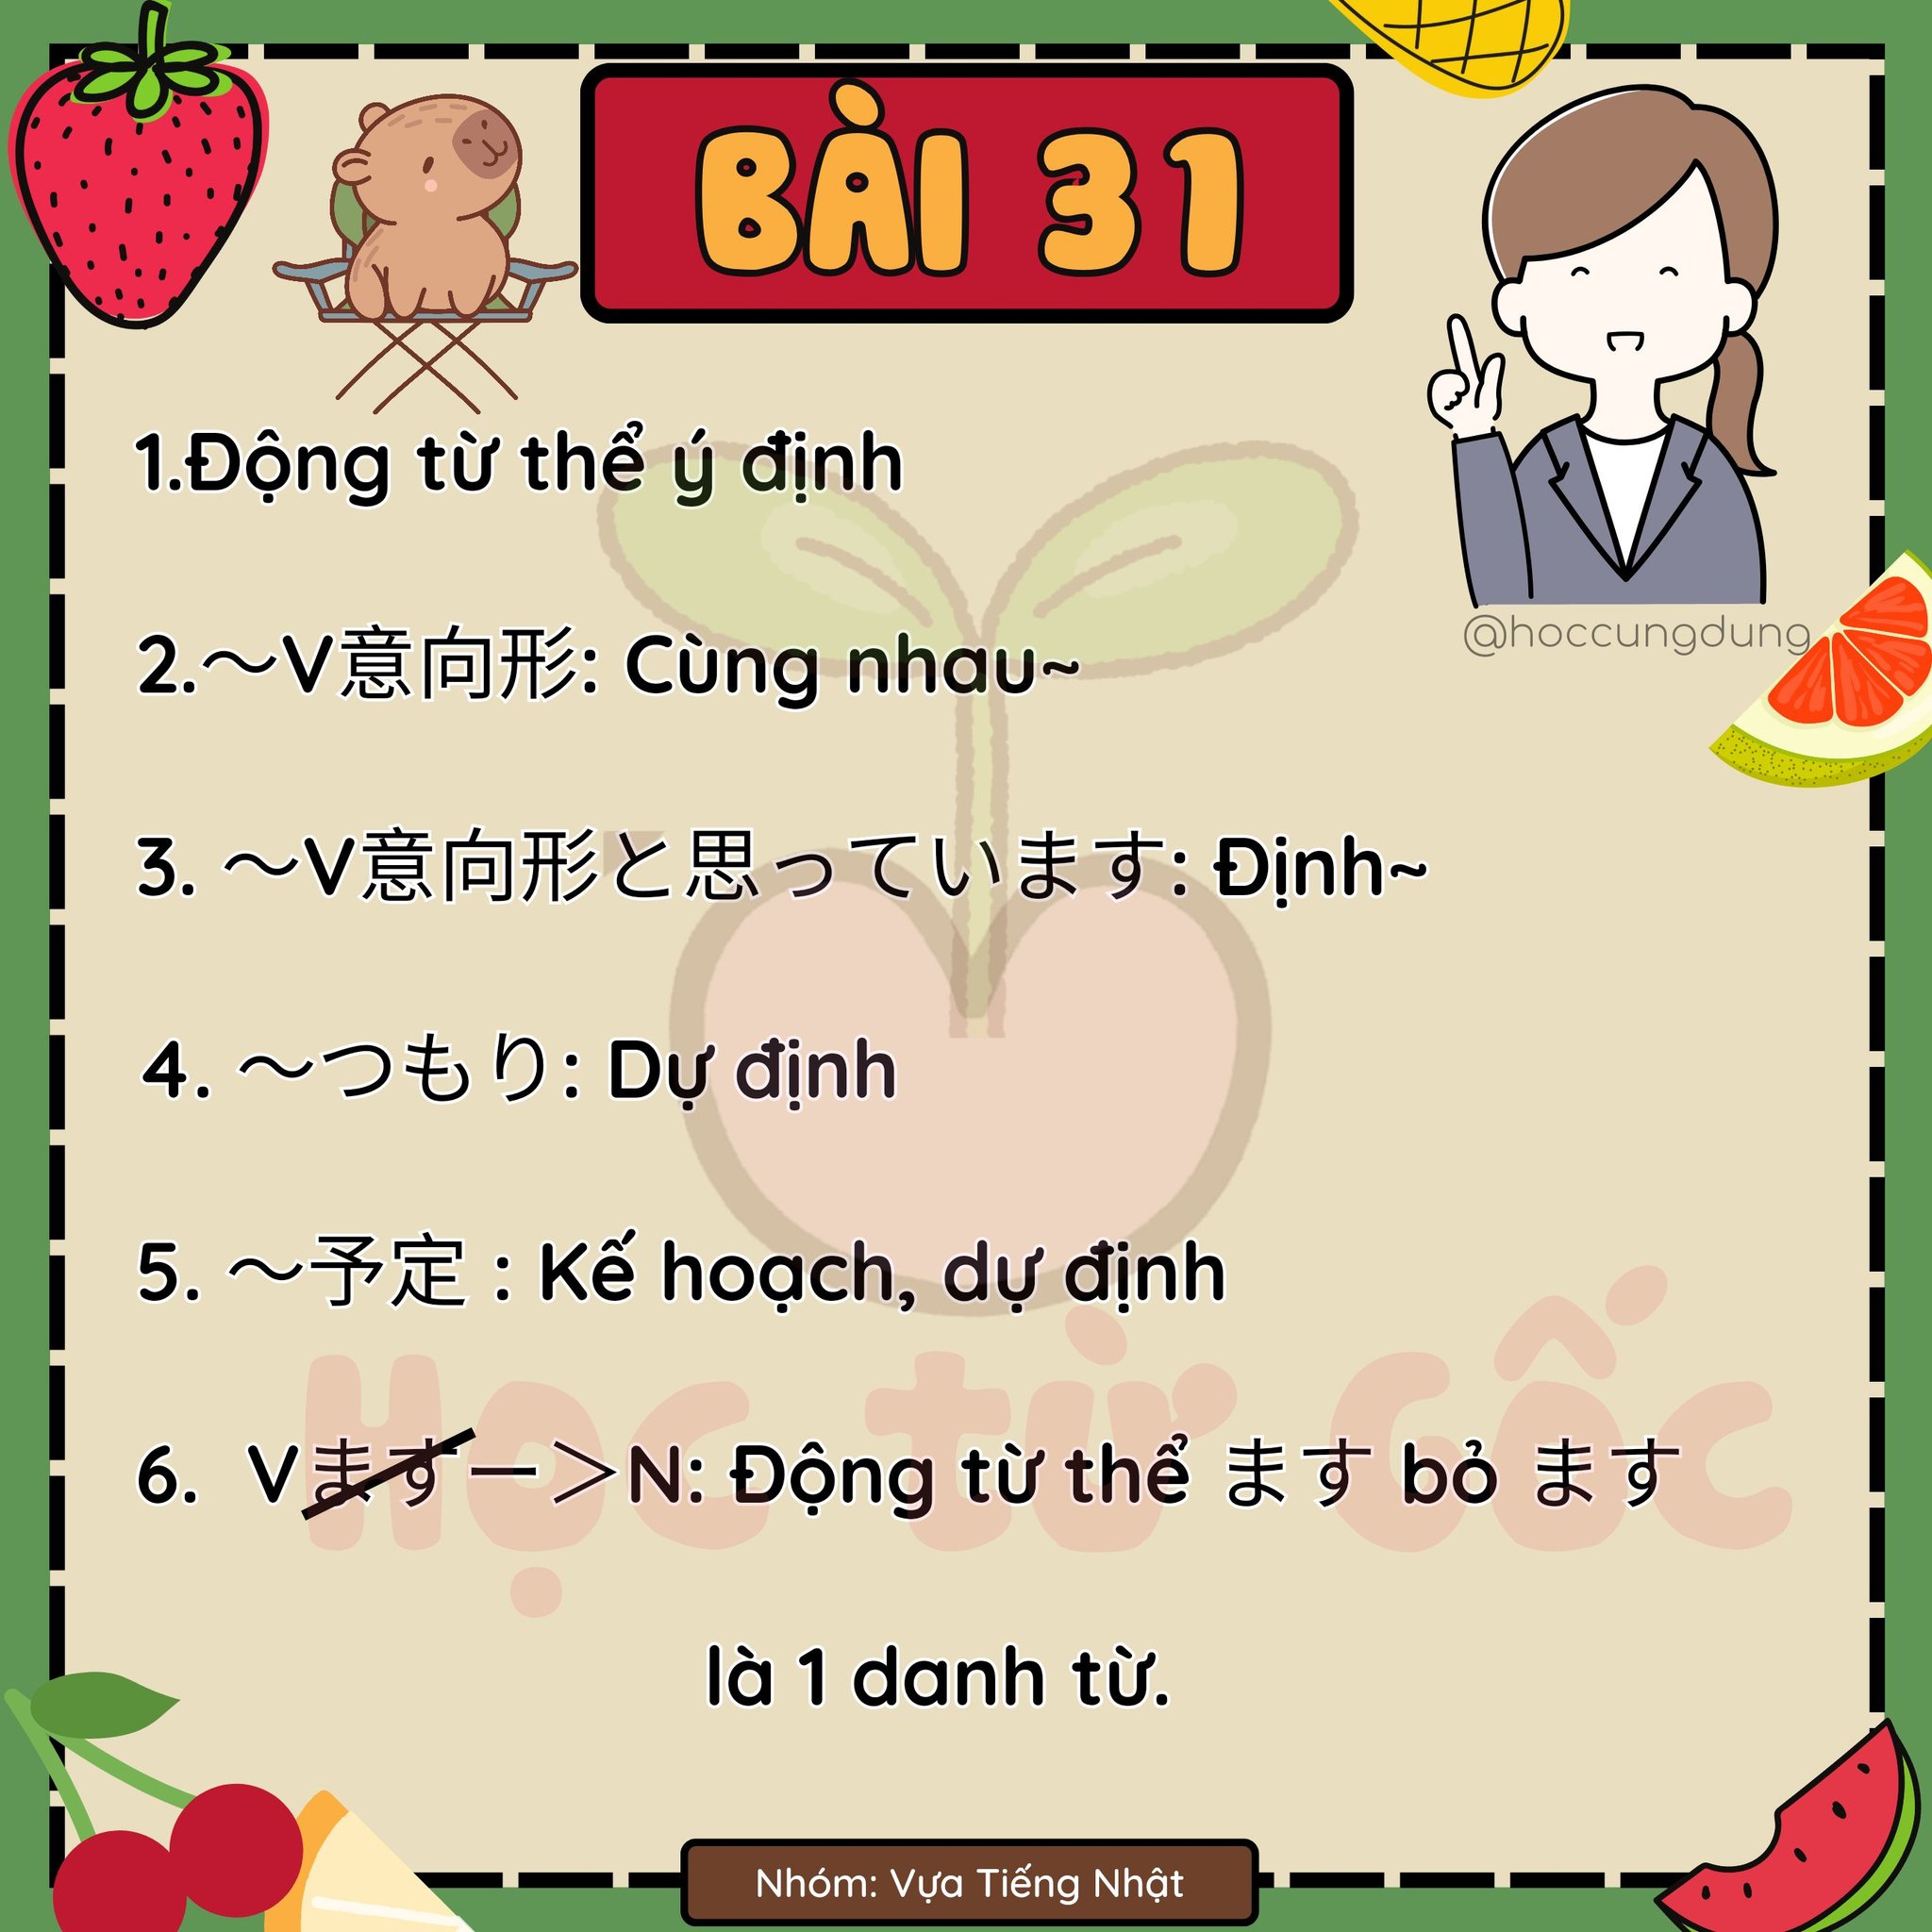 BÀI 31
@hoccungdung
1.Động từ thể ý định
2.～V意向形: Cùng nhau~
3. ～V意向形と思っています: Định~
4. ～つもり: Dự định
5. ～予定 : Kế hoạch, dự định
Học từ Gốc
6. Vますー＞N: Động từ thể ます bỏ ます
là 1 danh từ.
Nhóm: Vựa Tiếng Nhật